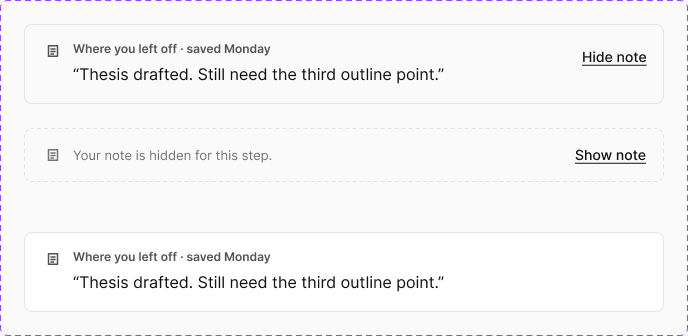 Where you left off · saved Monday
Hide note
“Thesis drafted. Still need the third outline point.”
Your note is hidden for this step.
Show note
Where you left off · saved Monday
“Thesis drafted. Still need the third outline point.”